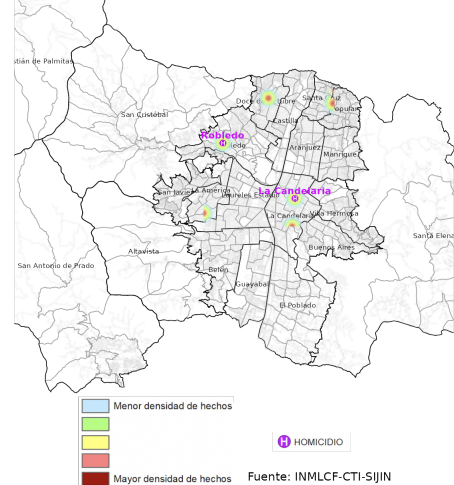 stián de Palmitas
San Cristóbal
Doce de Octubre
Santa Cruz
Popular
Castilla
Robledo
Aranjuez
Manrique
San Javier
La América
Laureles Estadio
La Candelaria
La Candelaria
Villa Hermosa
Buenos Aires
Santa Elena
Altavista
San Antonio de Prado
Belén
Guayabal
El Poblado
Menor densidad de hechos
Mayor densidad de hechos
H HOMICIDIO
Fuente: INMLCF-CTI-SIJIN